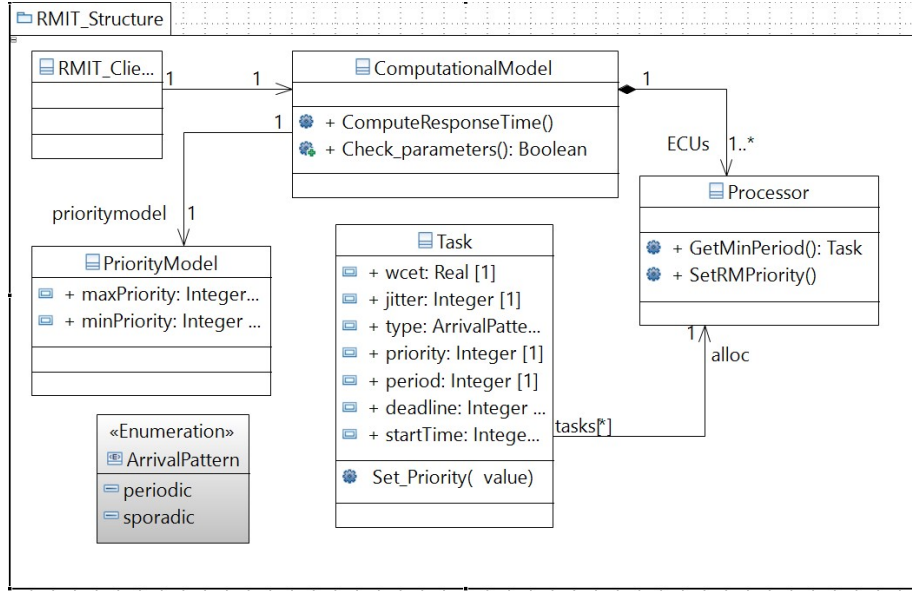 RMIT_Structure
RMIT_Clie...
1
1
ComputationalModel
+ ComputeResponseTime()
+ Check_parameters(): Boolean
1
1
ECUs
1..*
prioritymodel
1
PriorityModel
+ maxPriority: Integer...
+ minPriority: Integer ...
Processor
+ GetMinPeriod(): Task
+ SetRMPriority()
Task
+ wcet: Real [1]
+ jitter: Integer [1]
+ type: ArrivalPatte...
+ priority: Integer [1]
+ period: Integer [1]
+ deadline: Integer ...
+ startTime: Intege...
Set_Priority( value)
tasks[*]
1
alloc
«Enumeration»
ArrivalPattern
periodic
sporadic